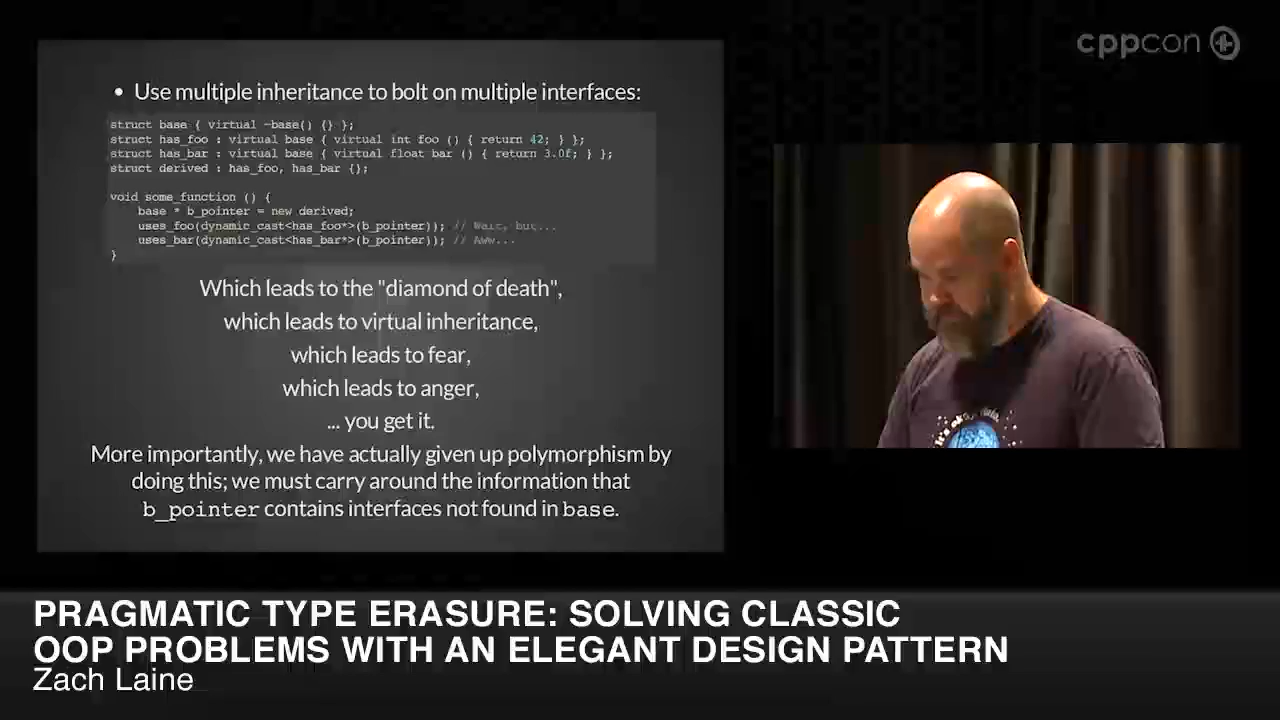 cppcon
• Use multiple inheritance to bolt on multiple interfaces:
struct base { virtual ~base() {} };
struct has_foo : virtual base { virtual int foo () { return 42; } };
struct has_bar : virtual base { virtual float bar () { return 3.0f; } };
struct derived : has_foo, has_bar {};
void some_function () {
base * b_pointer = new derived;
uses_foo(dynamic_cast<has_foo*>(b_pointer)); // Wait, but...
uses_bar(dynamic_cast<has_bar*>(b_pointer)); // Aww...
}
Which leads to the "diamond of death",
which leads to virtual inheritance,
which leads to fear,
which leads to anger,
... you get it.
More importantly, we have actually given up polymorphism by
doing this; we must carry around the information that
b_pointer contains interfaces not found in base.
PRAGMATIC TYPE ERASURE: SOLVING CLASSIC
OOP PROBLEMS WITH AN ELEGANT DESIGN PATTERN
Zach Laine